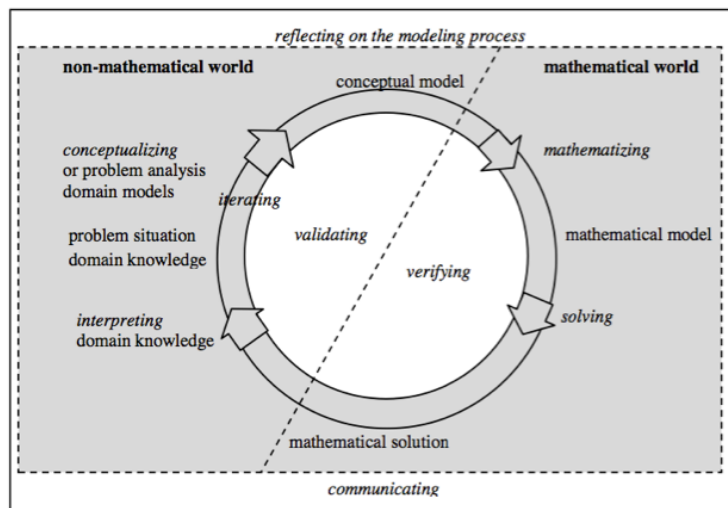 reflecting on the modeling process
non-mathematical world
mathematical world
conceptual model
conceptualizing
or problem analysis
domain models
mathematizing
iterating
problem situation
domain knowledge
validating
verifying
mathematical model
interpreting
domain knowledge
solving
mathematical solution
communicating